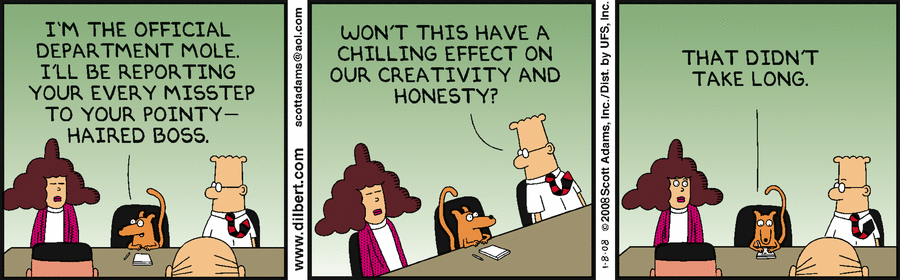 I'M THE OFFICIAL
DEPARTMENT MOLE.
I'LL BE REPORTING
YOUR EVERY MISSTEP
TO YOUR POINTY-
HAIRED BOSS.
www.dilbert.com
scottadams@aol.com
WON'T THIS HAVE A
CHILLING EFFECT ON
OUR CREATIVITY AND
HONESTY?
1-8-08 ©2008 Scott Adams, Inc./Dist. by UFS, Inc.
THAT DIDN'T
TAKE LONG.